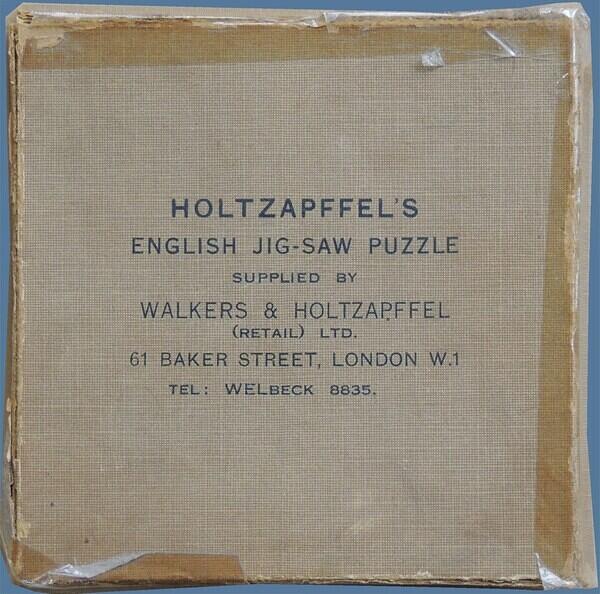 HOLTZAPFFEL'S
ENGLISH JIG-SAW PUZZLE
SUPPLIED BY
WALKERS & HOLTZAPFFEL
(RETAIL) LTD.
61 BAKER STREET, LONDON W.1
TEL: WELBECK 8835.